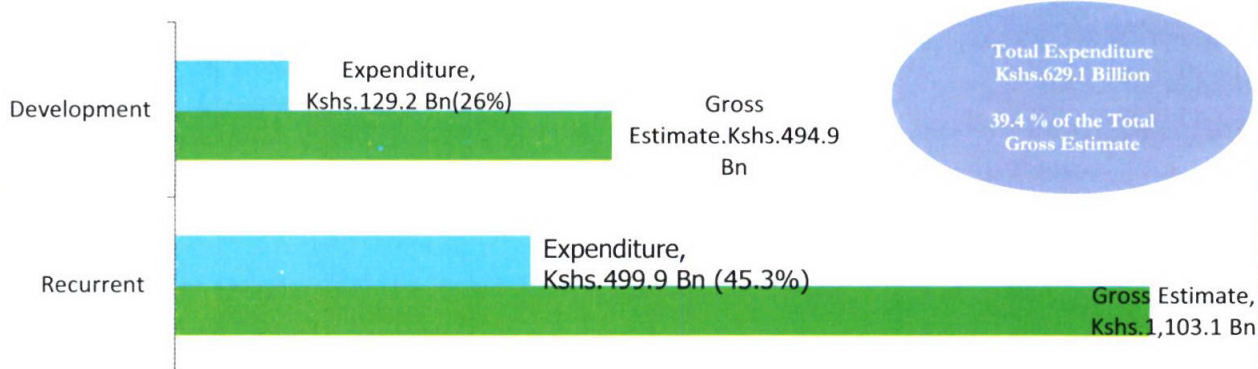 Development
Expenditure,
Kshs.129.2 Bn(26%)
Gross
Estimate.Kshs.494.9
Bn
Total Expenditure
Kshs.629.1 Billion
39.4 % of the Total
Gross Estimate
Recurrent
Expenditure,
Kshs.499.9 Bn (45.3%)
Gross Estimate,
Kshs.1,103.1 Bn